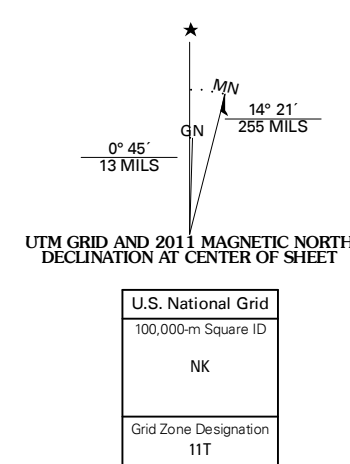 ★
MN
GN
14° 21´
255 MILS
0° 45´
13 MILS
UTM GRID AND 2011 MAGNETIC NORTH
DECLINATION AT CENTER OF SHEET
U.S. National Grid
100,000-m Square ID
NK
Grid Zone Designation
11T